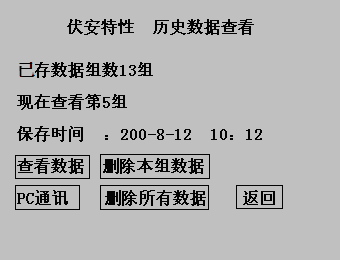 伏安特性  历史数据查看
已存数据组数13组
现在查看第5组
保存时间 ：200-8-12  10：12
查看数据  删除本组数据
PC通讯  删除所有数据  返回